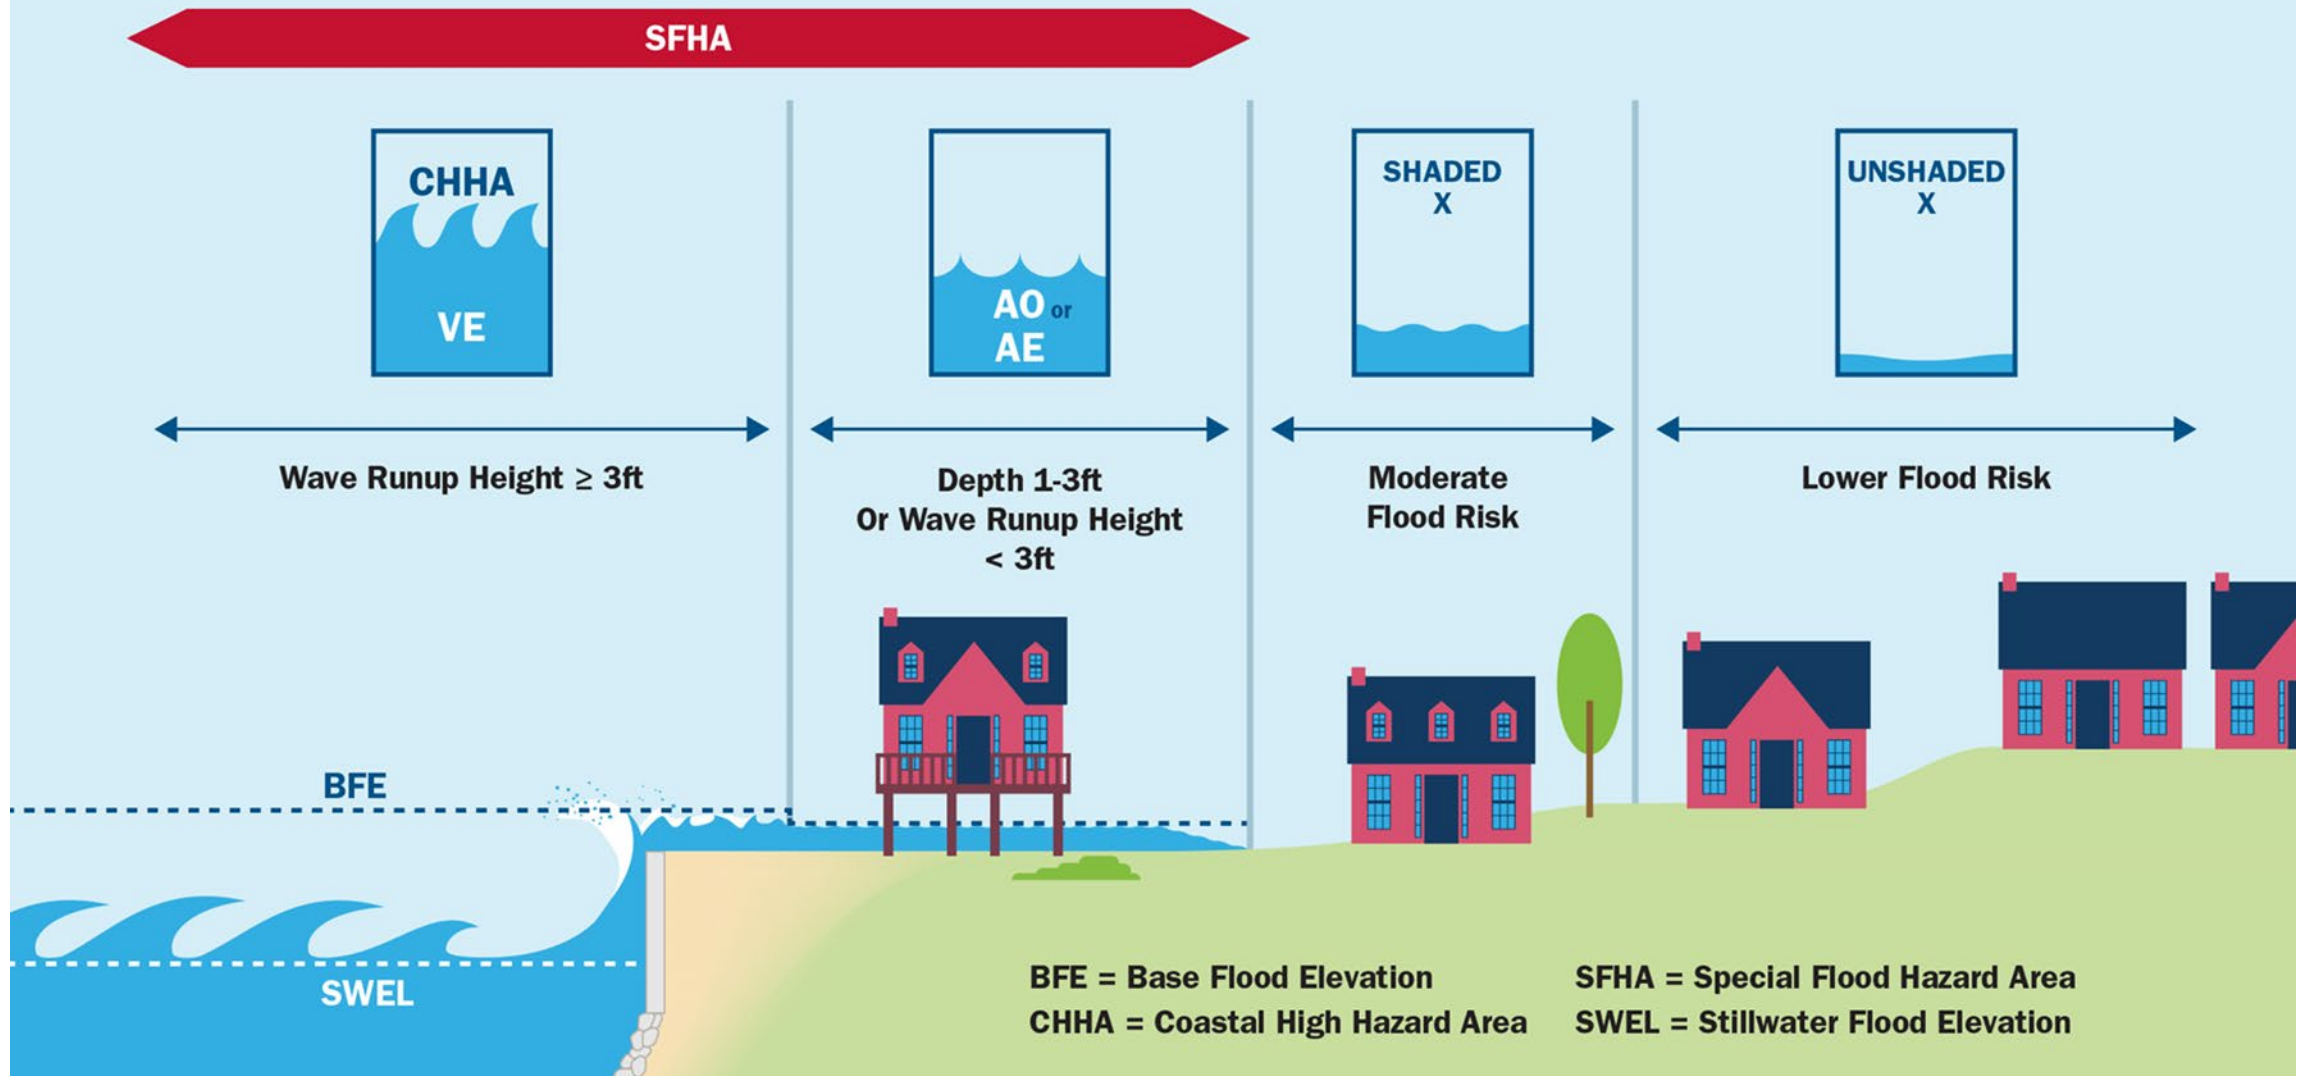 SFHA
CHHA
VE
AO or
AE
SHADED
X
UNSHADED
X
Wave Runup Height ≥ 3ft
Depth 1-3ft
Or Wave Runup Height
< 3ft
Moderate
Flood Risk
Lower Flood Risk
BFE
SWEL
BFE = Base Flood Elevation
CHHA = Coastal High Hazard Area
SFHA = Special Flood Hazard Area
SWEL = Stillwater Flood Elevation